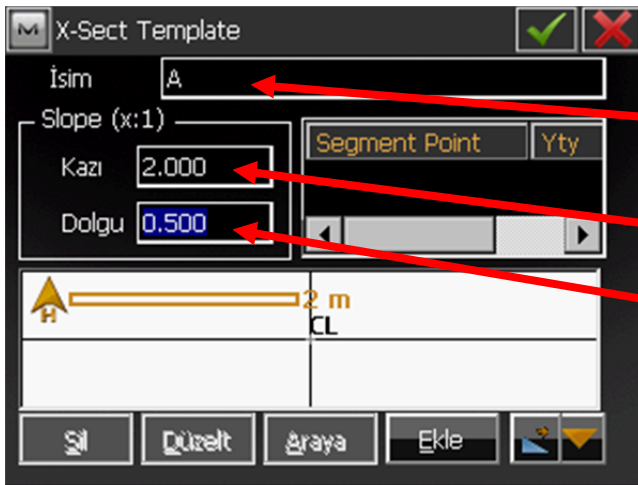 M X-Sect Template
İsim A
Slope (x:1)
Kazı 2.000
Dolgu 0.500
Segment Point Yty
H 2 m
CL
Sil Düzelt Araya Ekle